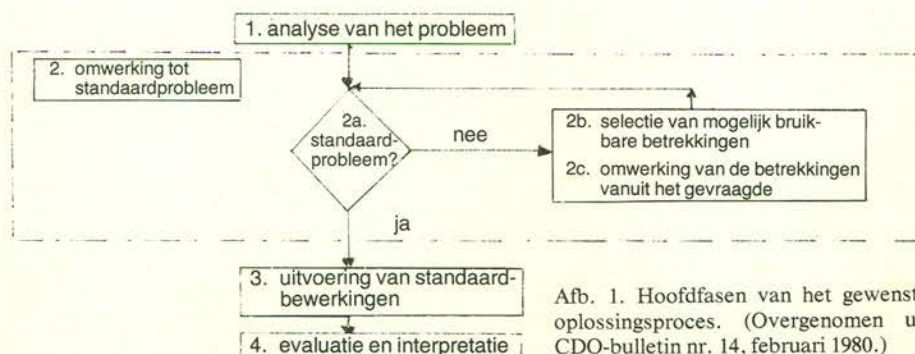 1. analyse van het probleem
2. omwerking tot
standaardprobleem
2a.
standaard-
probleem?
nee
2b. selectie van mogelijk bruik-
bare betrekkingen
2c. omwerking van de betrekkingen
vanuit het gevraagde
ja
3. uitvoering van standaard-
bewerkingen
4. evaluatie en interpretatie
Afb. 1. Hoofdfasen van het gewenst
oplossingsproces. (Overgenomen u
CDO-bulletin nr. 14, februari 1980.)